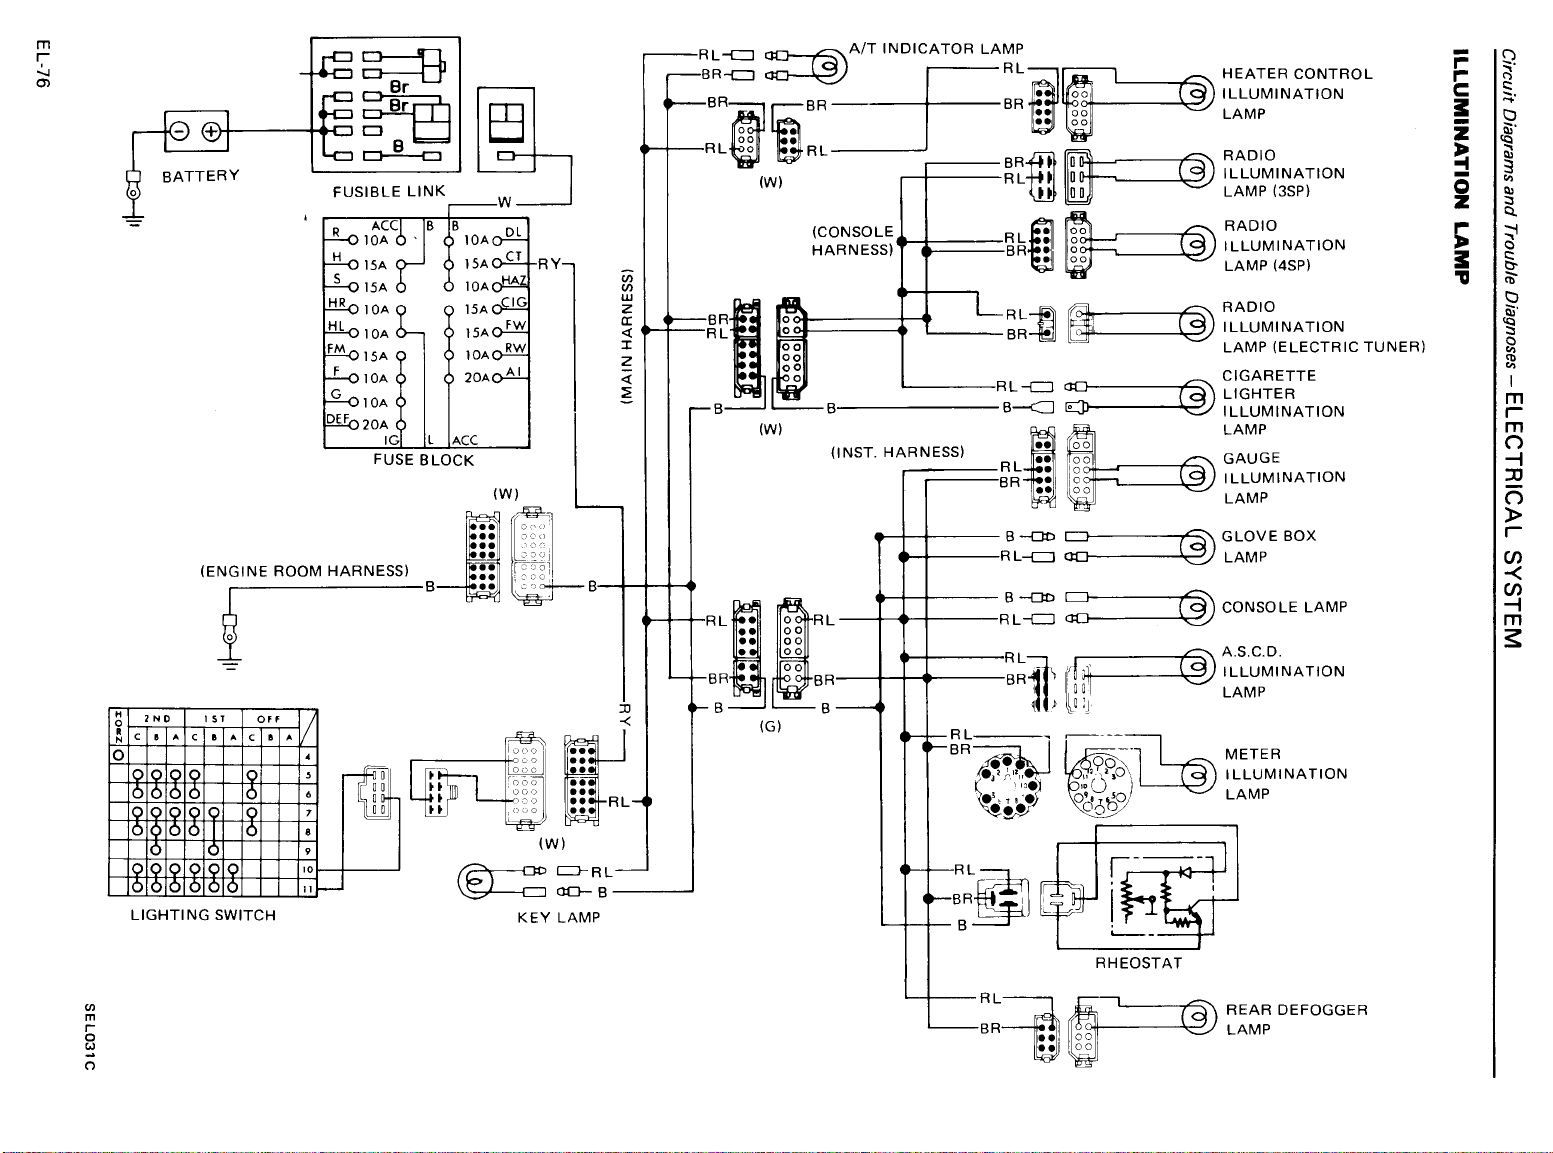 EL-76
Circuit Diagrams and Trouble Diagnoses – ELECTRICAL SYSTEM
ILLUMINATION LAMP
BATTERY
Br
Br
B
FUSIBLE LINK
W
R ACC B B DL
10A 10A
H CT
15A 15A RY
S HAZ
15A 10A
HR CIG
10A 15A
HL FW
10A 15A
FM RW
15A 10A
F AI
10A 20A
G
10A
DEF
20A
IG L ACC
FUSE BLOCK
(W)
(ENGINE ROOM HARNESS)
B B
RY
HORN 2ND 1ST OFF
C B A C B A C B A
4
5
6
7
8
9
10
11
LIGHTING SWITCH
RL
(W)
RL
B
KEY LAMP
(MAIN HARNESS)
RL
BR
A/T INDICATOR LAMP
BR BR
RL RL
(W)
RL
BR
HEATER CONTROL
ILLUMINATION
LAMP
BR
RL
RADIO
ILLUMINATION
LAMP (3SP)
(CONSOLE
HARNESS)
RL
BR
RADIO
ILLUMINATION
LAMP (4SP)
BR
RL
B B
(W)
RL
BR
RADIO
ILLUMINATION
LAMP (ELECTRIC TUNER)
RL
B
CIGARETTE
LIGHTER
ILLUMINATION
LAMP
(INST. HARNESS)
RL
BR
GAUGE
ILLUMINATION
LAMP
B
RL
GLOVE BOX
LAMP
B
RL
CONSOLE LAMP
RL RL
BR BR
B B
(G)
RL
BR
A.S.C.D.
ILLUMINATION
LAMP
RL
BR
METER
ILLUMINATION
LAMP
RL
BR
B
RHEOSTAT
RL
BR
REAR DEFOGGER
LAMP
SEL031C